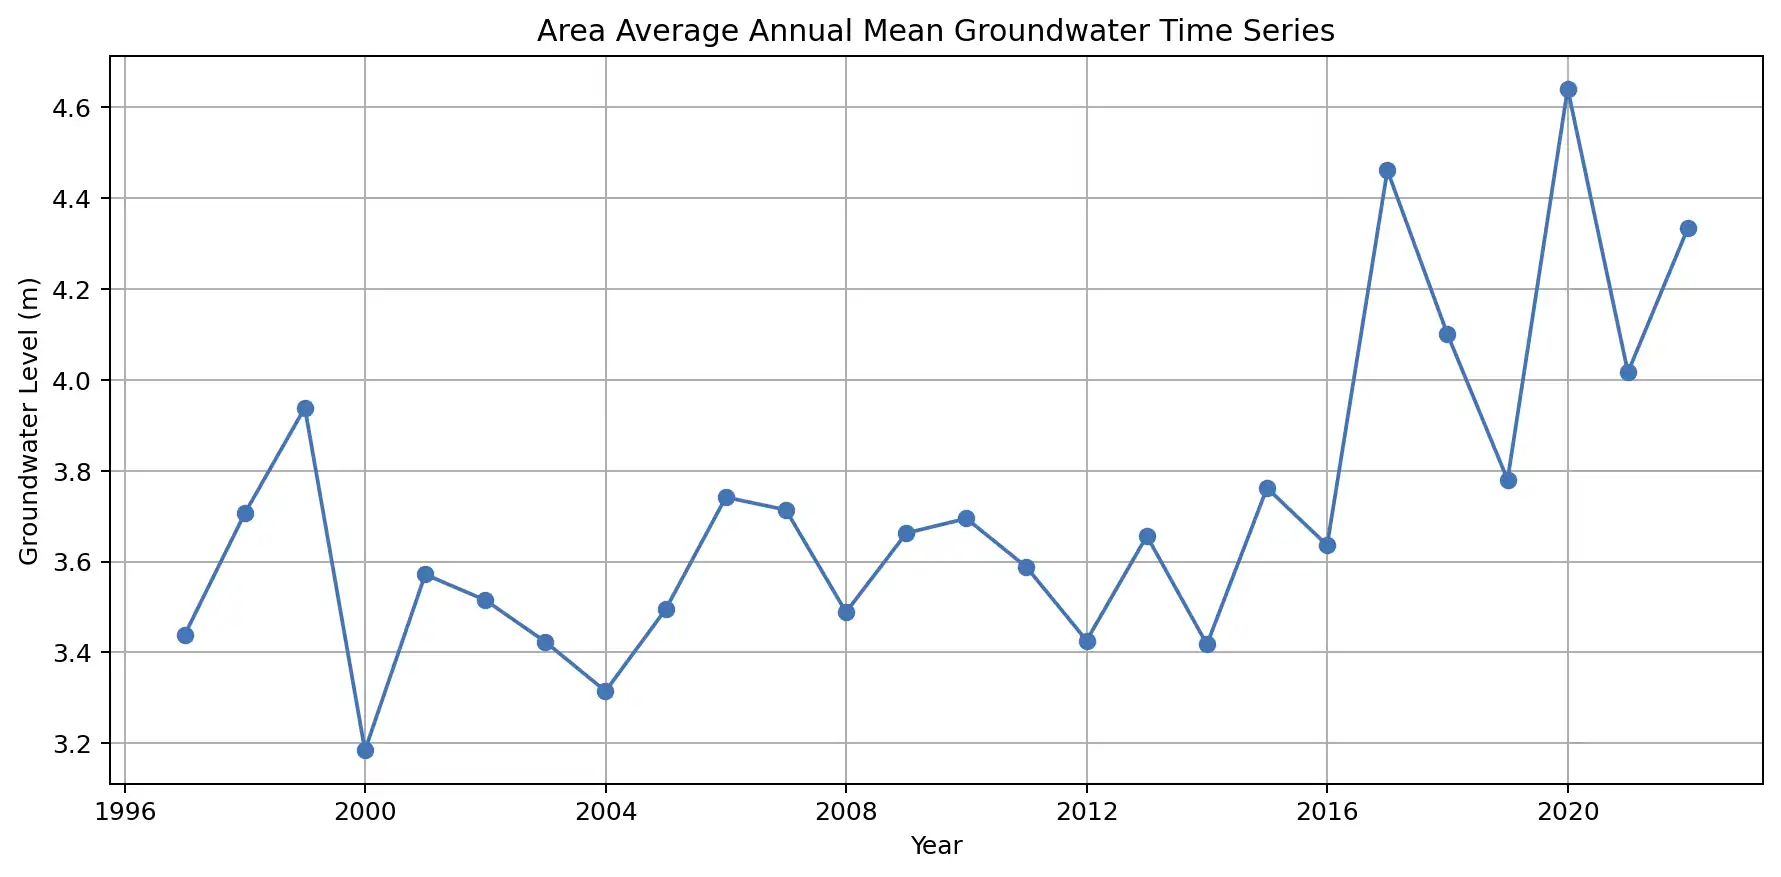 Area Average Annual Mean Groundwater Time Series
Groundwater Level (m)
4.6
4.4
4.2
4.0
3.8
3.6
3.4
3.2
1996 2000 2004 2008 2012 2016 2020
Year